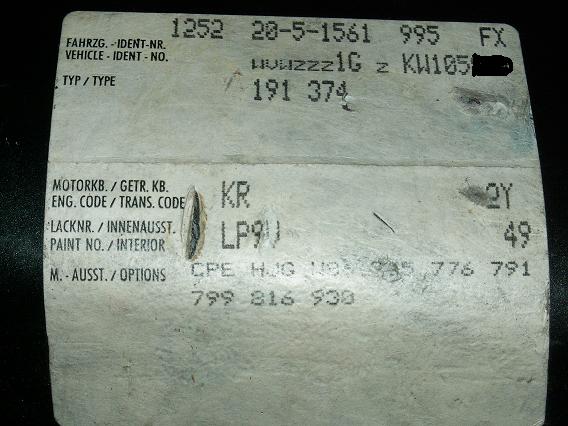 1252 20-5-1561 995 FX
FAHRZG. - IDENT-NR.
VEHICLE - IDENT - NO. WVWZZZ1G Z KW105
TYP / TYPE 191 374
MOTORKB. / GETR. KB.
ENG. CODE / TRANS. CODE KR 2Y
LACKNR. / INNENAUSST.
PAINT NO. / INTERIOR LP9U 49
M. - AUSST. / OPTIONS CPE HJG 776 791
799 816 930